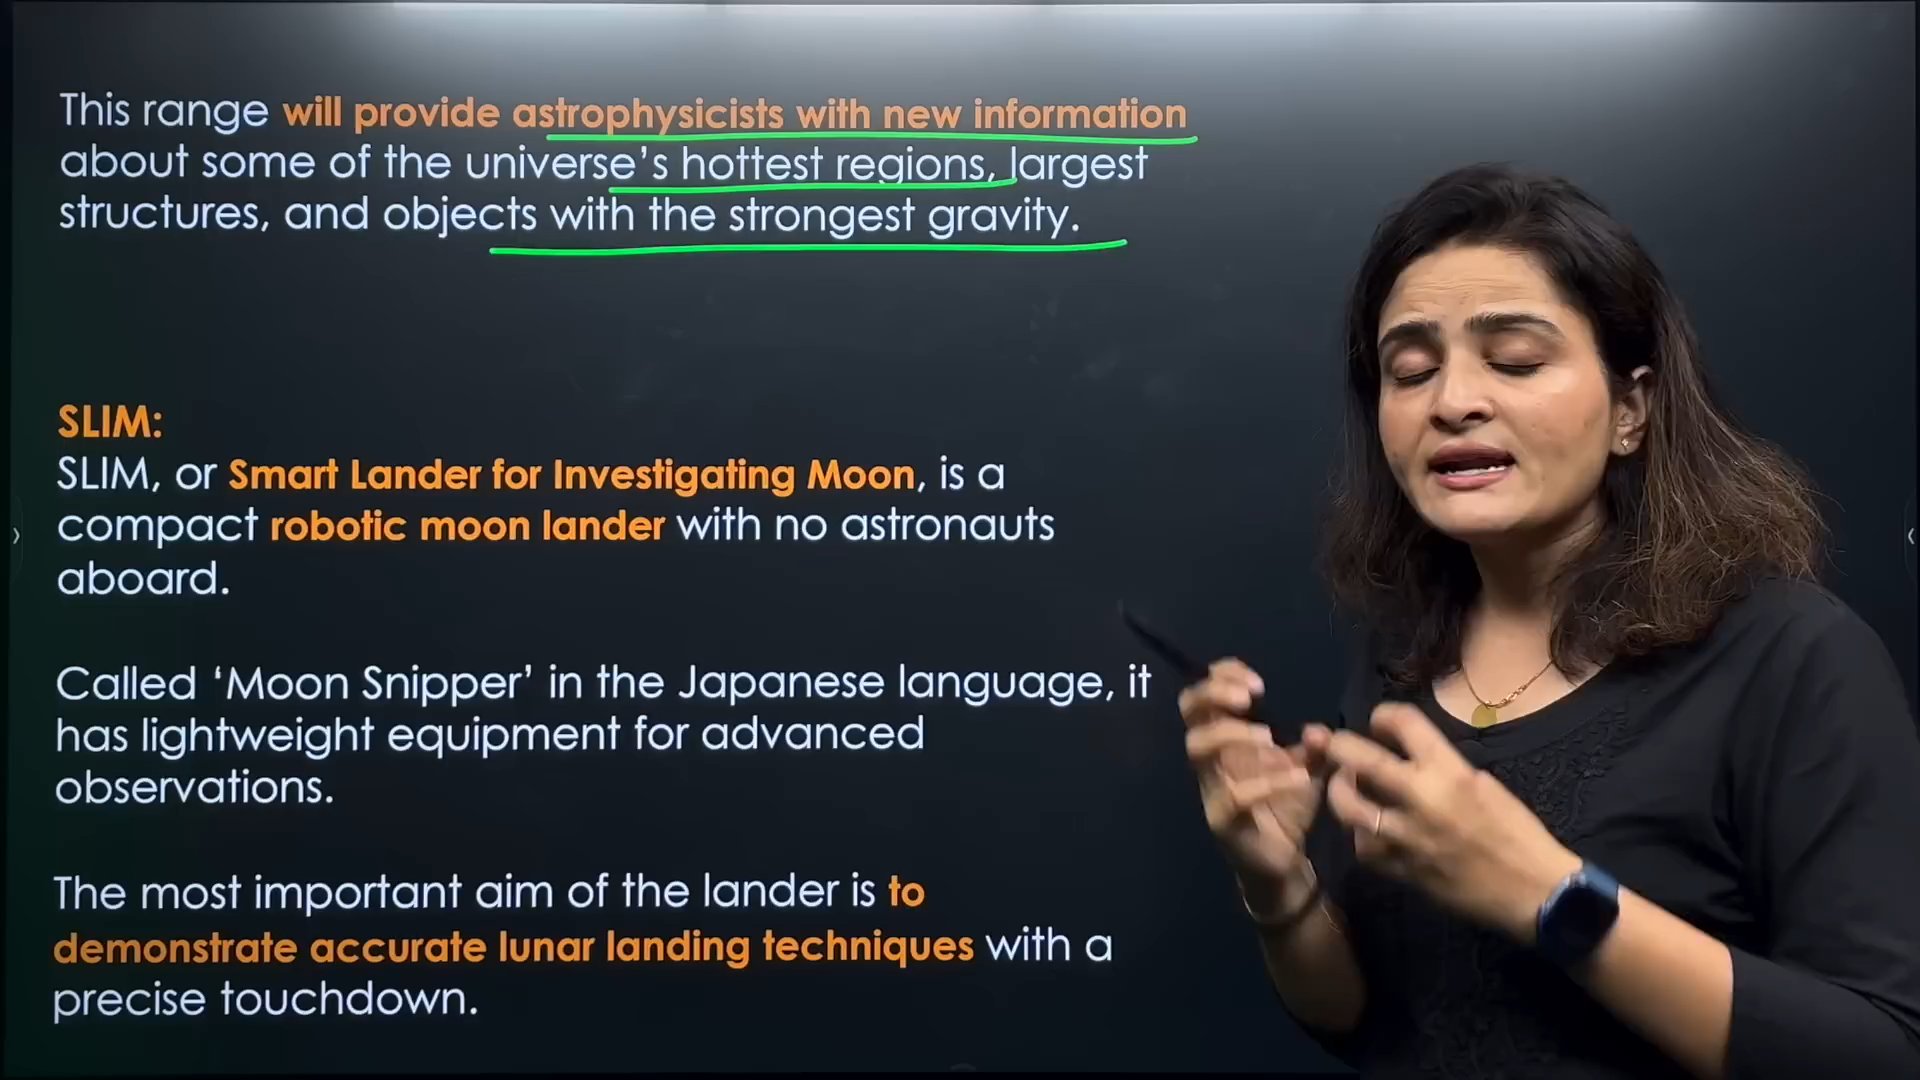 This range will provide astrophysicists with new information
about some of the universe’s hottest regions, largest
structures, and objects with the strongest gravity.
SLIM:
SLIM, or Smart Lander for Investigating Moon, is a
compact robotic moon lander with no astronauts
aboard.
Called ‘Moon Snipper’ in the Japanese language, it
has lightweight equipment for advanced
observations.
The most important aim of the lander is to
demonstrate accurate lunar landing techniques with a
precise touchdown.